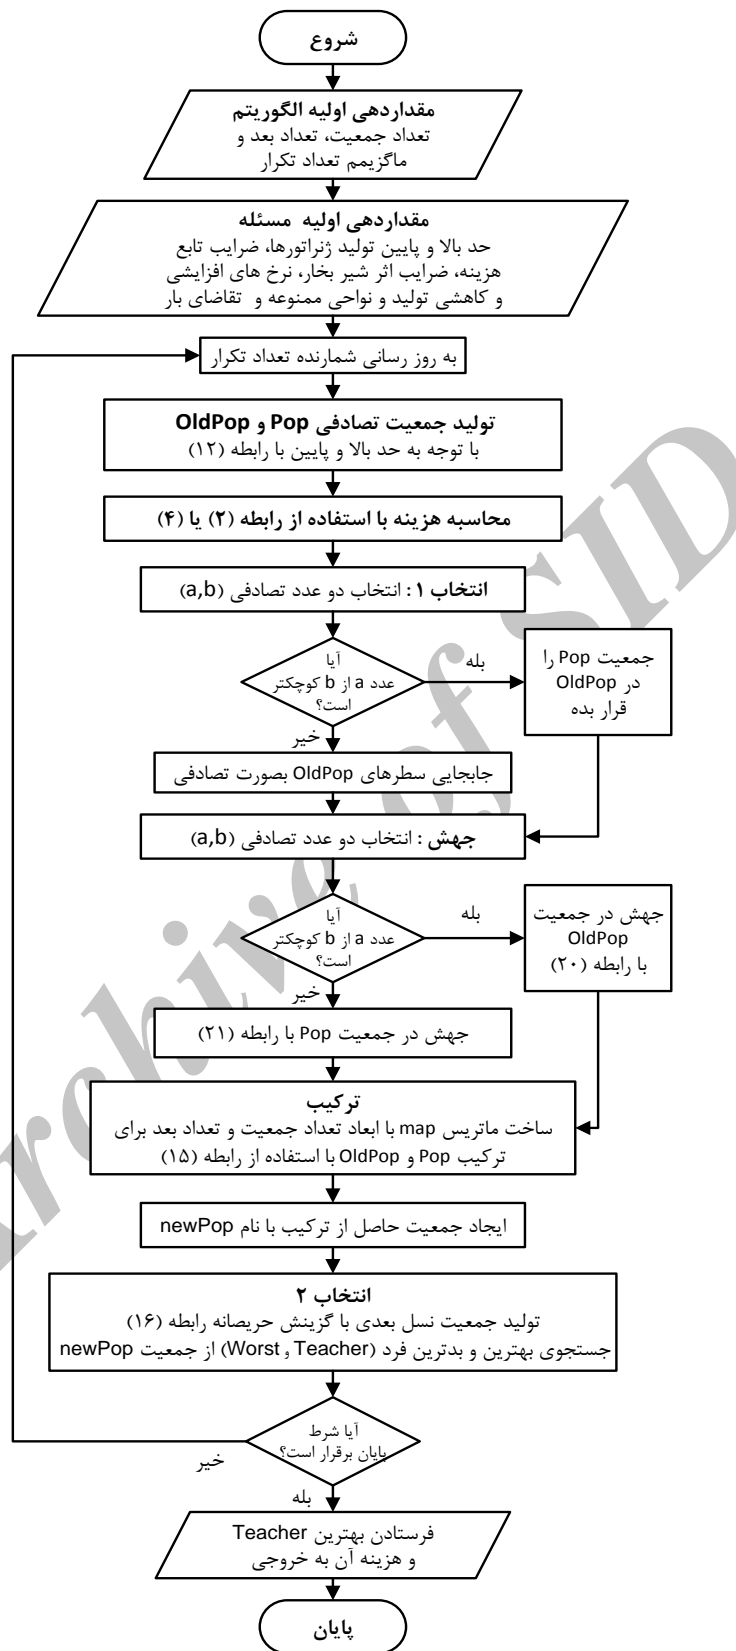 شروع
مقداردهی اولیه الگوریتم
تعداد جمعیت، تعداد بعد و
ماگزیمم تعداد تکرار
مقداردهی اولیه مسئله
حد بالا و پایین تولید ژنراتورها، ضرایب تابع
هزینه، ضرایب اثر شیر بخار، نرخ های افزایشی
و کاهشی تولید و نواحی ممنوعه و تقاضای بار
به روز رسانی شمارنده تعداد تکرار
تولید جمعیت تصادفی Pop و OldPop
با توجه به حد بالا و پایین با رابطه (۱۲)
محاسبه هزینه با استفاده از رابطه (۲) یا (۴)
انتخاب ۱ : انتخاب دو عدد تصادفی (a,b)
آیا
عدد a از b کوچکتر
است؟
بله
جمعیت Pop را
در OldPop
قرار بده
خیر
جابجایی سطرهای OldPop بصورت تصادفی
جهش : انتخاب دو عدد تصادفی (a,b)
آیا
عدد a از b کوچکتر
است؟
بله
جهش در جمعیت
OldPop
با رابطه (۲۰)
خیر
جهش در جمعیت Pop با رابطه (۲۱)
ترکیب
ساخت ماتریس map با ابعاد تعداد جمعیت و تعداد بعد برای
ترکیب Pop و OldPop با استفاده از رابطه (۱۵)
ایجاد جمعیت حاصل از ترکیب با نام newPop
انتخاب ۲
تولید جمعیت نسل بعدی با گزینش حریصانه رابطه (۱۶)
جستجوی بهترین و بدترین فرد (Teacher و Worst) از جمعیت newPop
آیا شرط
پایان برقرار است؟
خیر
بله
فرستادن بهترین Teacher
و هزینه آن به خروجی
پایان
Archive of SID